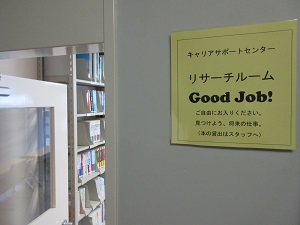 キャリアサポートセンター
リサーチルーム
Good Job!
ご自由にお入りください。
見つけよう、将来の仕事。
(本の貸出はスタッフへ)